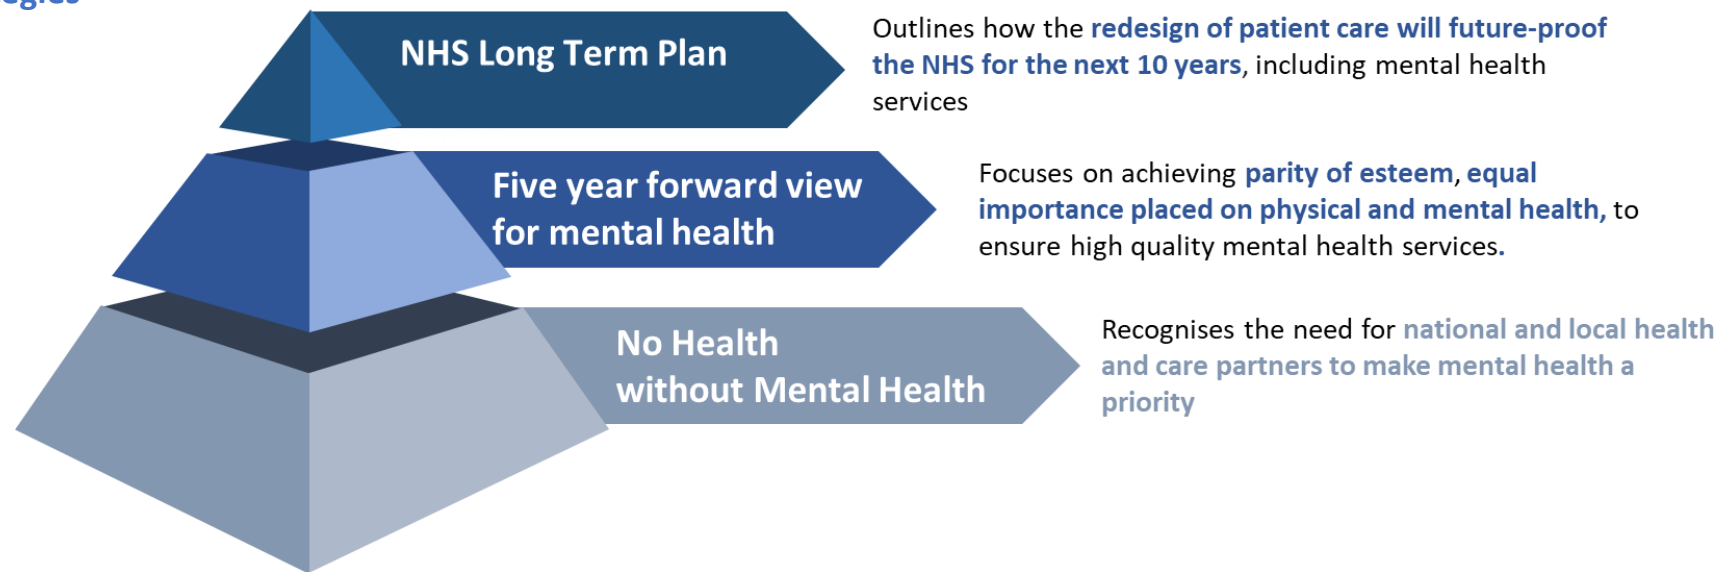 NHS Long Term Plan
Outlines how the redesign of patient care will future-proof
the NHS for the next 10 years, including mental health
services
Five year forward view
for mental health
Focuses on achieving parity of esteem, equal
importance placed on physical and mental health, to
ensure high quality mental health services.
No Health
without Mental Health
Recognises the need for national and local health
and care partners to make mental health a
priority